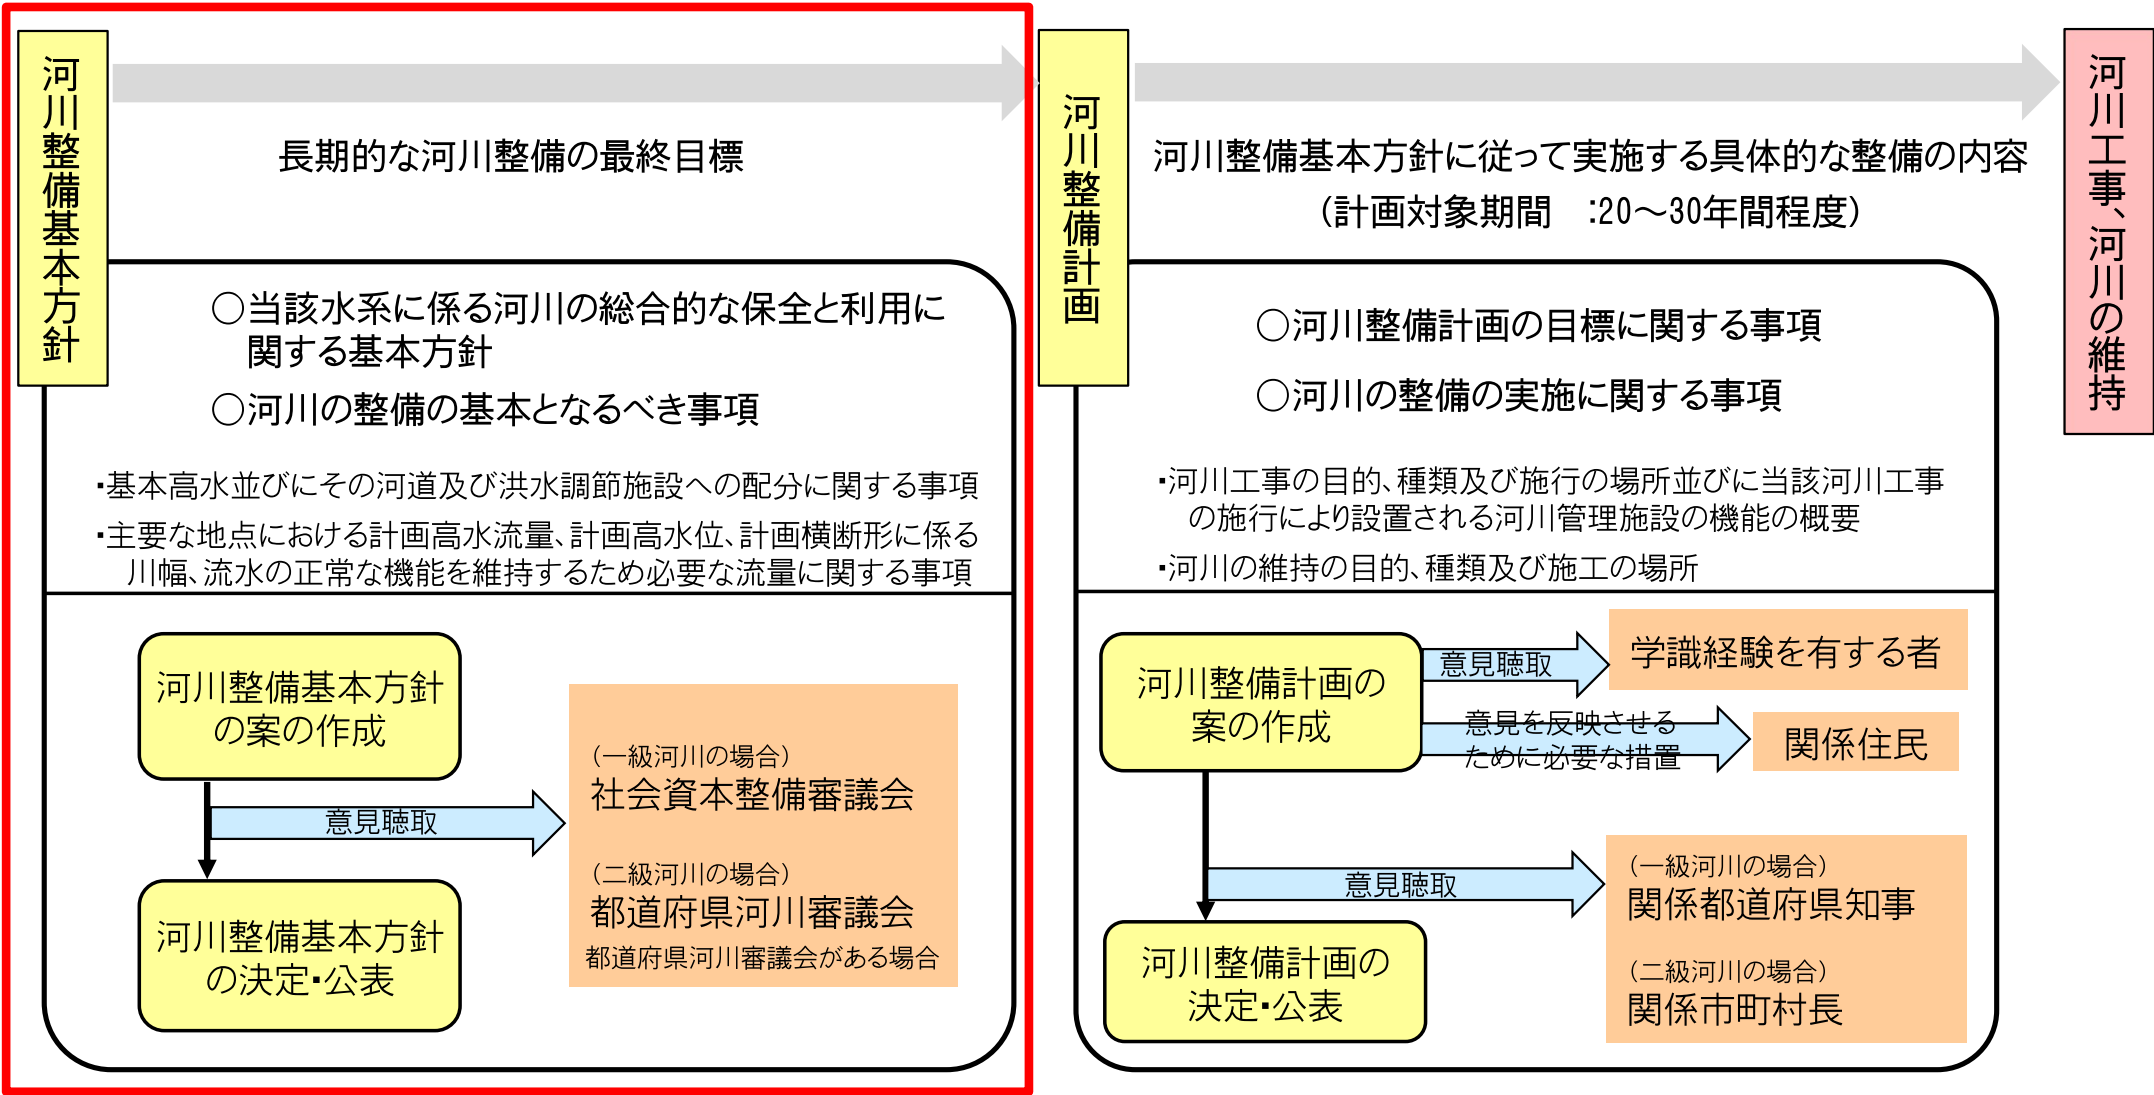 河川整備基本方針
長期的な河川整備の最終目標
○当該水系に係る河川の総合的な保全と利用に
関する基本方針
○河川の整備の基本となるべき事項
・基本高水並びにその河道及び洪水調節施設への配分に関する事項
・主要な地点における計画高水流量、計画高水位、計画横断形に係る
川幅、流水の正常な機能を維持するため必要な流量に関する事項
河川整備基本方針
の案の作成
意見聴取
(一級河川の場合)
社会資本整備審議会
(二級河川の場合)
都道府県河川審議会
都道府県河川審議会がある場合
河川整備基本方針
の決定・公表
河川整備計画
河川整備基本方針に従って実施する具体的な整備の内容
(計画対象期間 :20~30年間程度)
○河川整備計画の目標に関する事項
○河川の整備の実施に関する事項
・河川工事の目的、種類及び施行の場所並びに当該河川工事
の施行により設置される河川管理施設の機能の概要
・河川の維持の目的、種類及び施工の場所
河川整備計画の
案の作成
意見聴取
学識経験を有する者
意見を反映させる
ために必要な措置
関係住民
意見聴取
(一級河川の場合)
関係都道府県知事
(二級河川の場合)
関係市町村長
河川整備計画の
決定・公表
河川工事、河川の維持